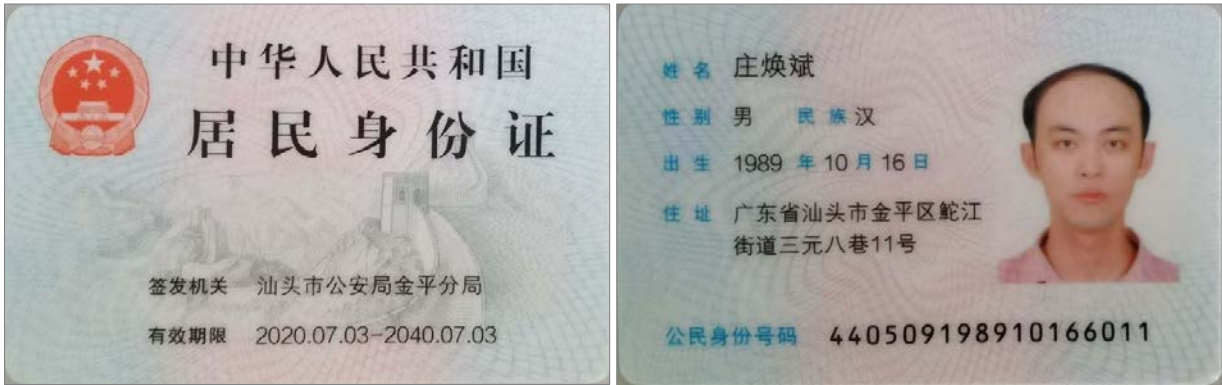 中华人民共和国
居民身份证
签发机关 汕头市公安局金平分局
有效期限 2020.07.03-2040.07.03
姓名 庄焕斌
性别 男 民族 汉
出生 1989 年 10 月 16 日
住址 广东省汕头市金平区鮀江
街道三元八巷11号
公民身份号码 440509198910166011